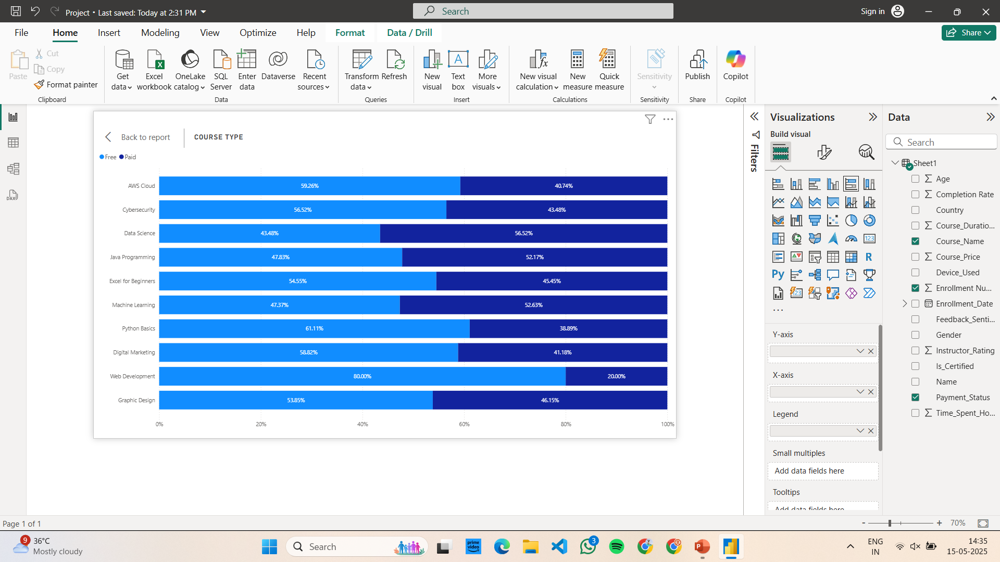 Project • Last saved: Today at 2:31 PM
Search
Sign in
File
Home
Insert
Modeling
View
Optimize
Help
Format
Data / Drill
Share
Paste
Cut
Copy
Format painter
Clipboard
Get data
Excel workbook
OneLake catalog
SQL Server
Enter data
Dataverse
Recent sources
Data
Transform data
Refresh
Queries
New visual
Text box
More visuals
Insert
New visual calculation
New measure
Quick measure
Calculations
Sensitivity
Sensitivity
Publish
Share
Copilot
Copilot
Back to report
COURSE TYPE
Free Paid
AWS Cloud 59.26% 40.74%
Cybersecurity 56.52% 43.48%
Data Science 43.48% 56.52%
Java Programming 47.83% 52.17%
Excel for Beginners 54.55% 45.45%
Machine Learning 47.37% 52.63%
Python Basics 61.11% 38.89%
Digital Marketing 58.82% 41.18%
Web Development 80.00% 20.00%
Graphic Design 53.85% 46.15%
0% 20% 40% 60% 80% 100%
Filters
Visualizations
Build visual
123
R
Py
123
Y-axis
X-axis
Legend
Small multiples
Add data fields here
Tooltips
Add data fields here
Data
Search
Sheet1
Age
Completion Rate
Country
Course_Duratio...
Course_Name
Course_Price
Device_Used
Enrollment Nu...
Enrollment_Date
Feedback_Senti...
Gender
Instructor_Rating
Is_Certified
Name
Payment_Status
Time_Spent_Ho...
DAX
Page 1 of 1
- + 70%
9
36°C
Mostly cloudy
Search
prime video
3
ENG
IN
14:35
15-05-2025